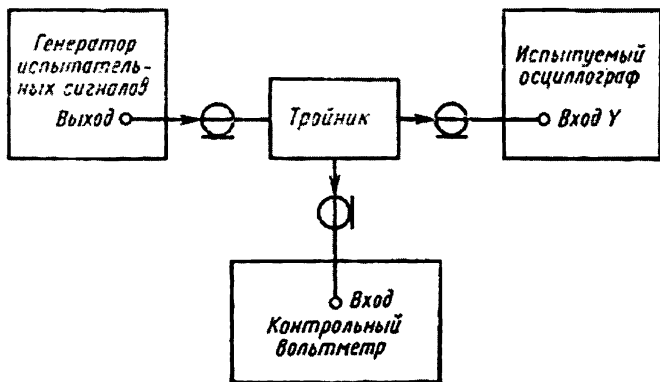 Генератор
испытатель-
ных сигналов
Выход
Тройник
Испытуемый
осциллограф
Вход Y
Вход
Контрольный
вольтметр